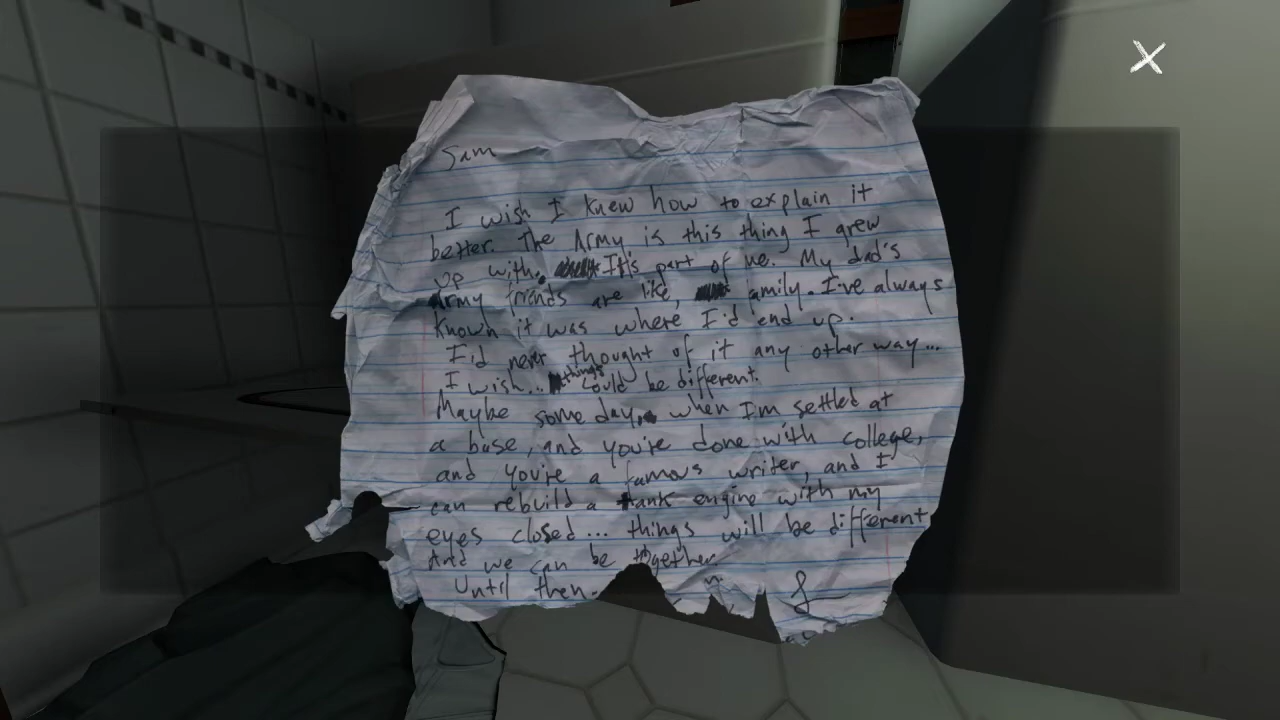 Sam
I wish I knew how to explain it
better. The Army is this thing I grew
up with. It's part of me. My dad's
Army friends are like, family. I've always
known it was where I'd end up.
I'd never thought of it any other way...
I wish... things could be different.
Maybe some day, when I'm settled at
a base, and you're done with college,
and you're a famous writer, and I
can rebuild a tank engine with my
eyes closed... things will be different
And we can be together.
Until then.